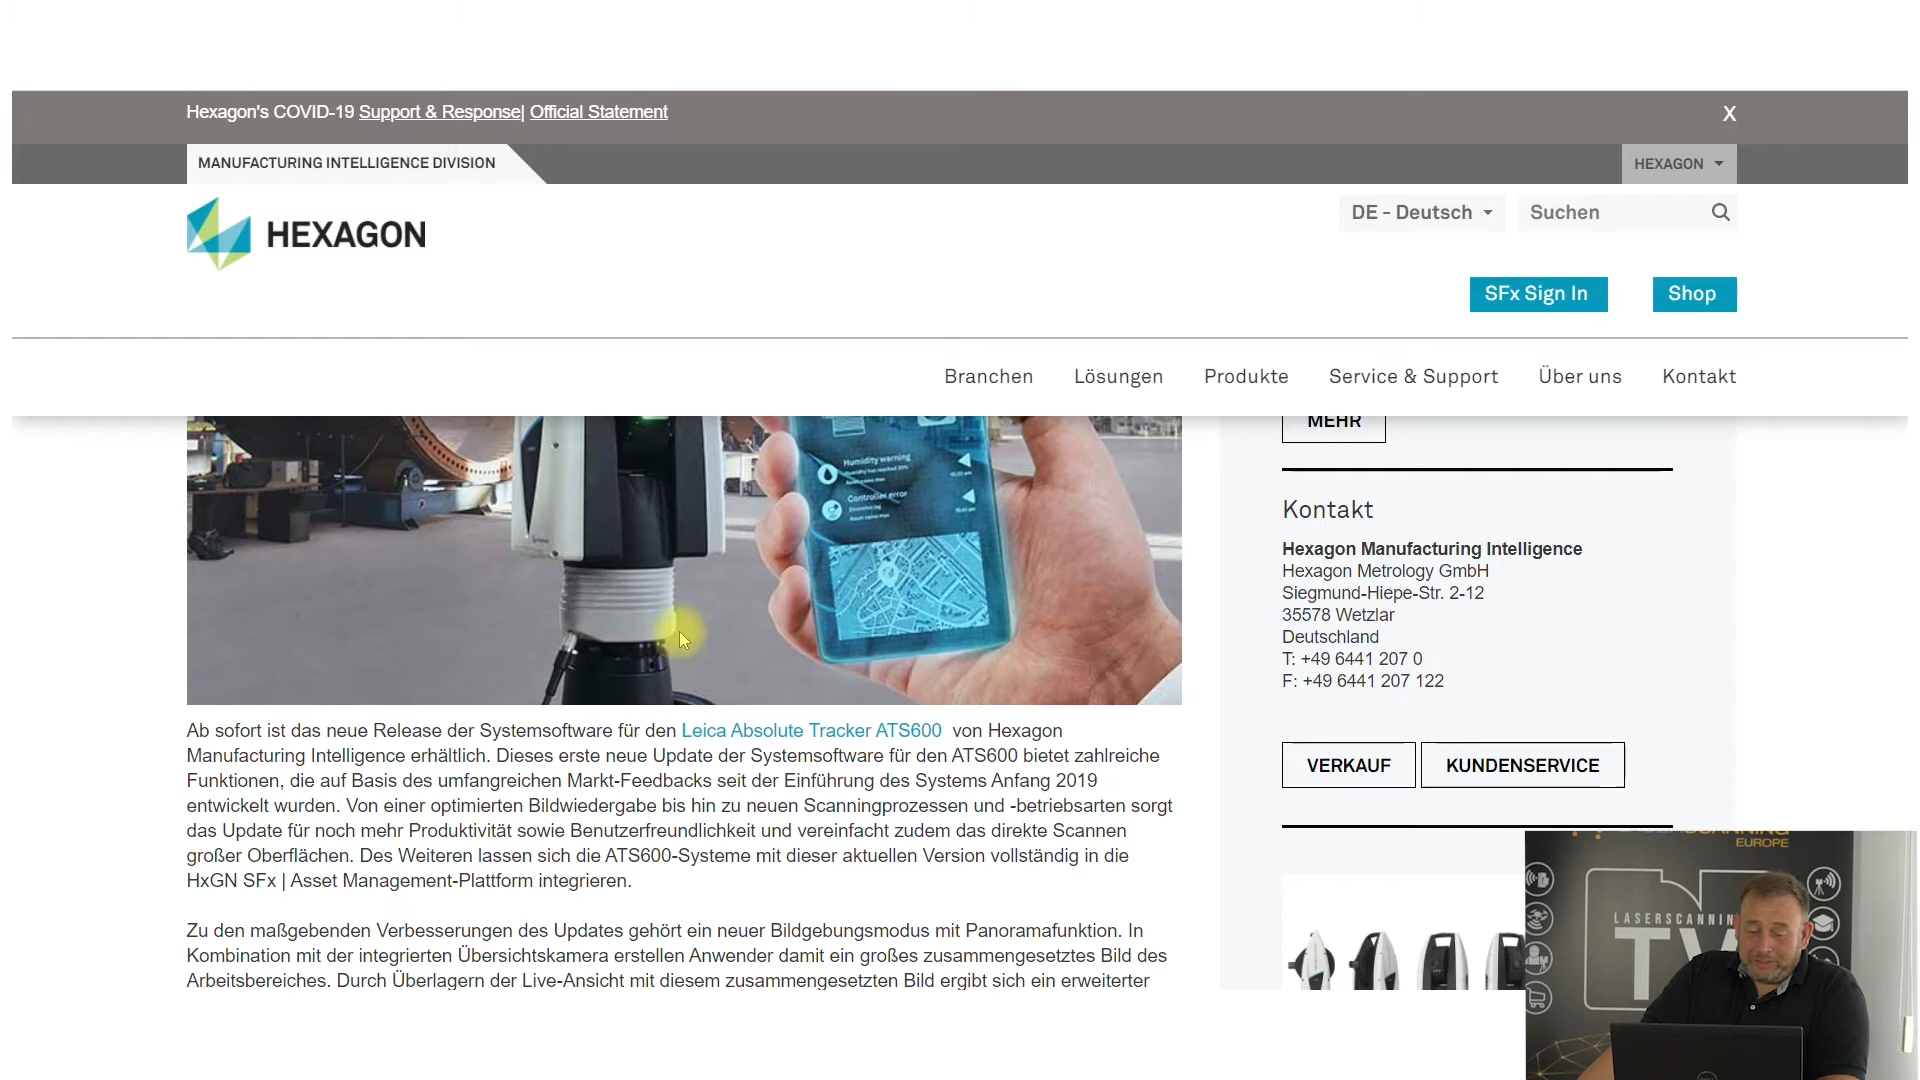 Hexagon's COVID-19 Support & Response| Official Statement
X
MANUFACTURING INTELLIGENCE DIVISION
HEXAGON
HEXAGON
DE - Deutsch
Suchen
SFx Sign In
Shop
Branchen
Lösungen
Produkte
Service & Support
Über uns
Kontakt
Humidity warning
Controller error
MEHR
Kontakt
Hexagon Manufacturing Intelligence
Hexagon Metrology GmbH
Siegmund-Hiepe-Str. 2-12
35578 Wetzlar
Deutschland
T: +49 6441 207 0
F: +49 6441 207 122
VERKAUF
KUNDENSERVICE
Ab sofort ist das neue Release der Systemsoftware für den Leica Absolute Tracker ATS600 von Hexagon
Manufacturing Intelligence erhältlich. Dieses erste neue Update der Systemsoftware für den ATS600 bietet zahlreiche
Funktionen, die auf Basis des umfangreichen Markt-Feedbacks seit der Einführung des Systems Anfang 2019
entwickelt wurden. Von einer optimierten Bildwiedergabe bis hin zu neuen Scanningprozessen und -betriebsarten sorgt
das Update für noch mehr Produktivität sowie Benutzerfreundlichkeit und vereinfacht zudem das direkte Scannen
großer Oberflächen. Des Weiteren lassen sich die ATS600-Systeme mit dieser aktuellen Version vollständig in die
HxGN SFx | Asset Management-Plattform integrieren.
Zu den maßgebenden Verbesserungen des Updates gehört ein neuer Bildgebungsmodus mit Panoramafunktion. In
Kombination mit der integrierten Übersichtskamera erstellen Anwender damit ein großes zusammengesetztes Bild des
Arbeitsbereiches. Durch Überlagern der Live-Ansicht mit diesem zusammengesetzten Bild ergibt sich ein erweiterter
EUROPE
LASERSCANNIN
TV